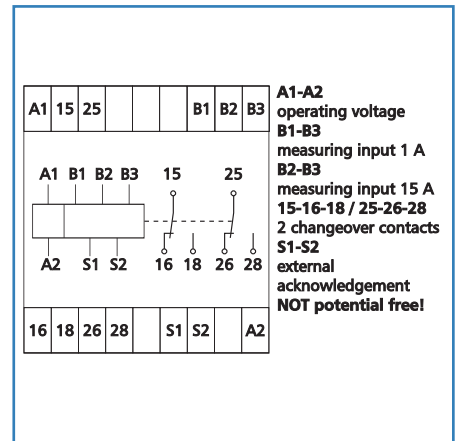 A1 15 25 B1 B2 B3
A1 B1 B2 B3 15 25
A2 S1 S2 16 18 26 28
16 18 26 28 S1 S2 A2
A1-A2
operating voltage
B1-B3
measuring input 1 A
B2-B3
measuring input 15 A
15-16-18 / 25-26-28
2 changeover contacts
S1-S2
external
acknowledgement
NOT potential free!